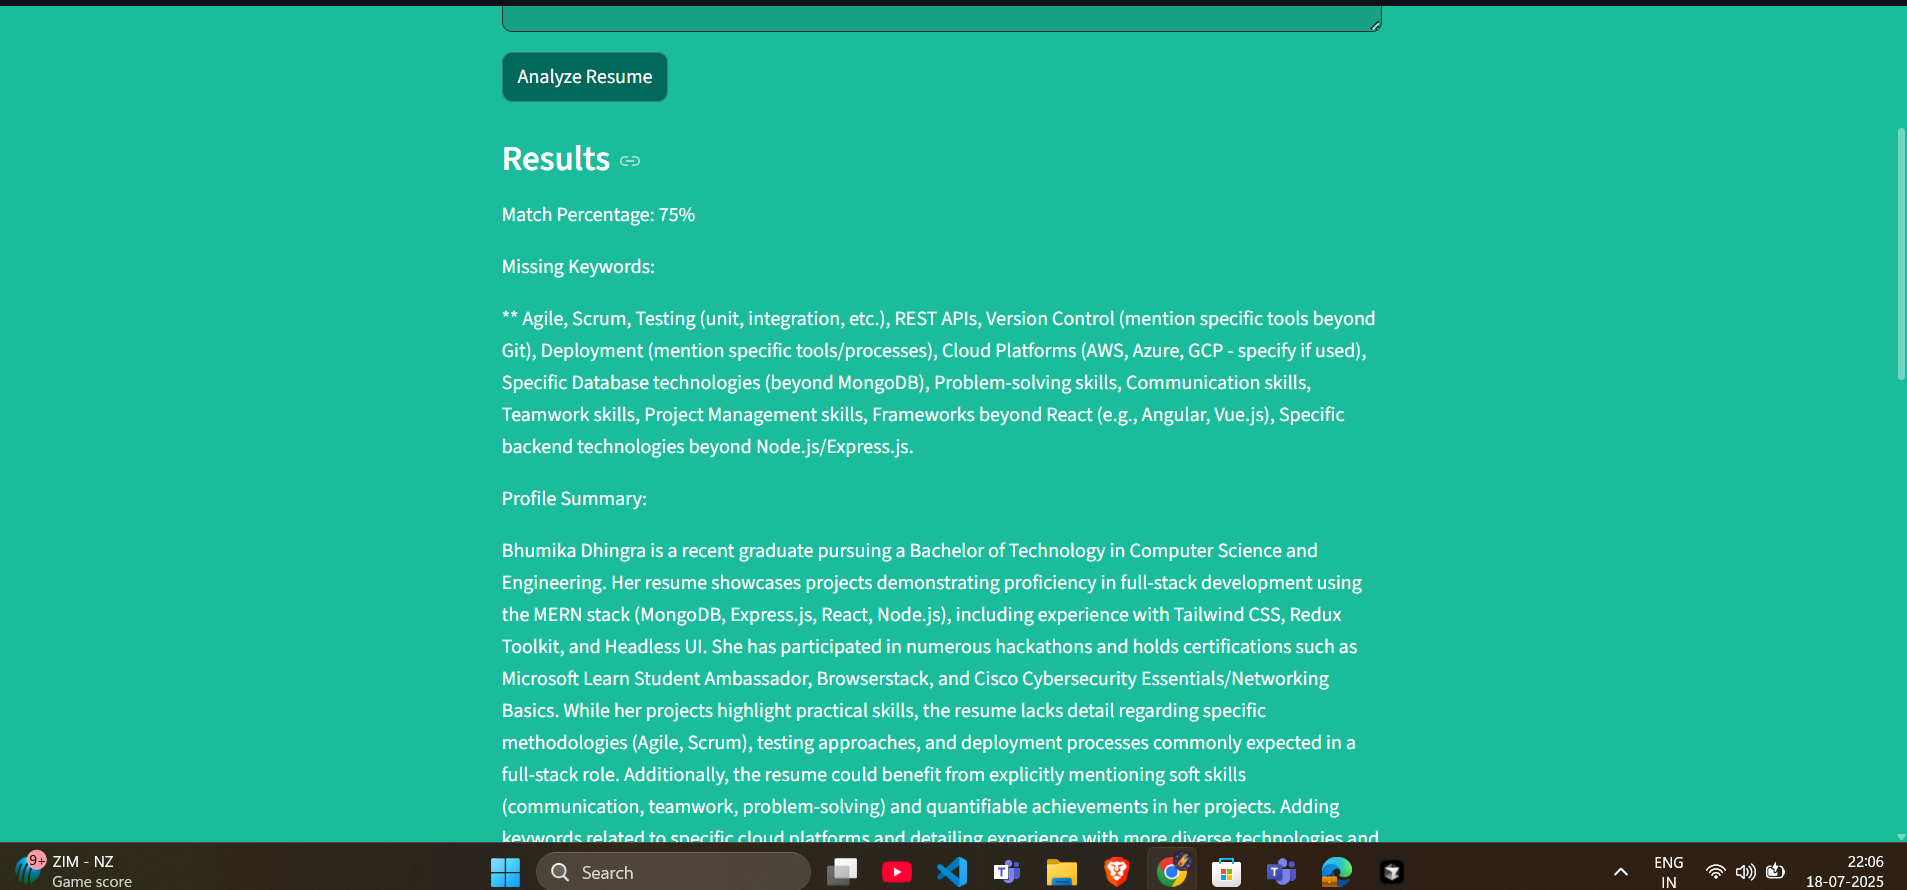 Analyze Resume
Results
Match Percentage: 75%
Missing Keywords:
** Agile, Scrum, Testing (unit, integration, etc.), REST APIs, Version Control (mention specific tools beyond
Git), Deployment (mention specific tools/processes), Cloud Platforms (AWS, Azure, GCP - specify if used),
Specific Database technologies (beyond MongoDB), Problem-solving skills, Communication skills,
Teamwork skills, Project Management skills, Frameworks beyond React (e.g., Angular, Vue.js), Specific
backend technologies beyond Node.js/Express.js.
Profile Summary:
Bhumika Dhingra is a recent graduate pursuing a Bachelor of Technology in Computer Science and
Engineering. Her resume showcases projects demonstrating proficiency in full-stack development using
the MERN stack (MongoDB, Express.js, React, Node.js), including experience with Tailwind CSS, Redux
Toolkit, and Headless UI. She has participated in numerous hackathons and holds certifications such as
Microsoft Learn Student Ambassador, Browserstack, and Cisco Cybersecurity Essentials/Networking
Basics. While her projects highlight practical skills, the resume lacks detail regarding specific
methodologies (Agile, Scrum), testing approaches, and deployment processes commonly expected in a
full-stack role. Additionally, the resume could benefit from explicitly mentioning soft skills
(communication, teamwork, problem-solving) and quantifiable achievements in her projects. Adding
keywords related to specific cloud platforms and detailing experience with more diverse technologies and
9+
ZIM - NZ
Game score
Search
ENG
IN
22:06
18-07-2025